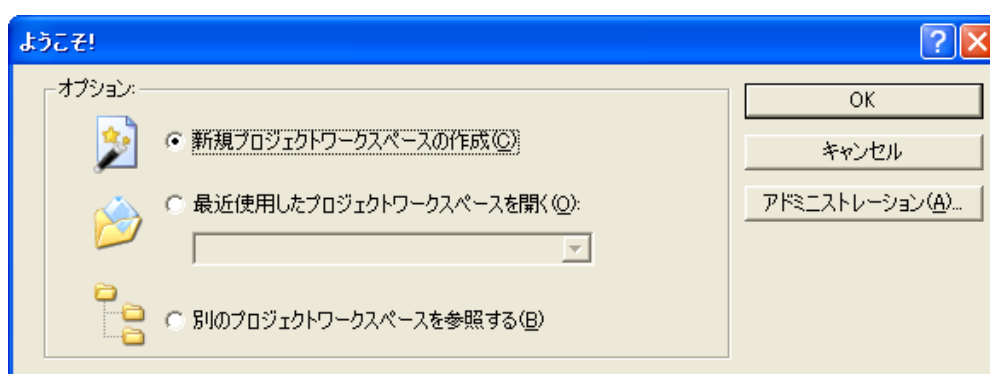 ようこそ!
オプション:
新規プロジェクトワークスペースの作成(C)
最近使用したプロジェクトワークスペースを開く(O):
別のプロジェクトワークスペースを参照する(B)
OK
キャンセル
アドミニストレーション(A)...